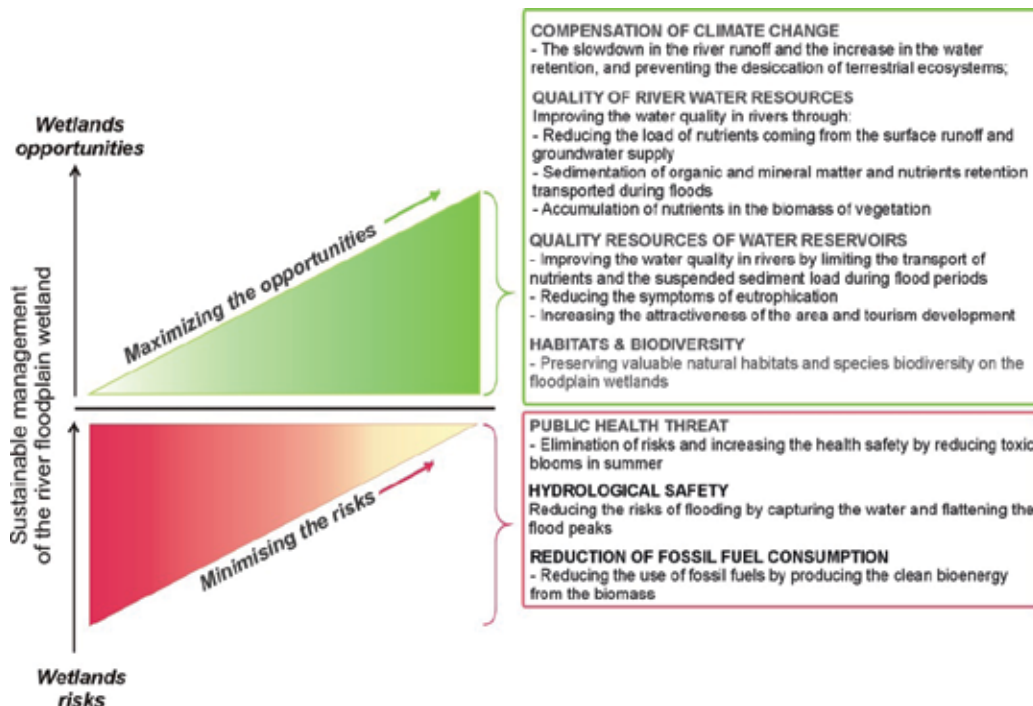 Sustainable management
of the river floodplain wetland
Wetlands
opportunities
Maximizing the opportunities
Minimising the risks
Wetlands
risks
COMPENSATION OF CLIMATE CHANGE
- The slowdown in the river runoff and the increase in the water
retention, and preventing the desiccation of terrestrial ecosystems;
QUALITY OF RIVER WATER RESOURCES
Improving the water quality in rivers through:
- Reducing the load of nutrients coming from the surface runoff and
groundwater supply
- Sedimentation of organic and mineral matter and nutrients retention
transported during floods
- Accumulation of nutrients in the biomass of vegetation
QUALITY RESOURCES OF WATER RESERVOIRS
- Improving the water quality in rivers by limiting the transport of
nutrients and the suspended sediment load during flood periods
- Reducing the symptoms of eutrophication
- Increasing the attractiveness of the area and tourism development
HABITATS & BIODIVERSITY
- Preserving valuable natural habitats and species biodiversity on the
floodplain wetlands
PUBLIC HEALTH THREAT
- Elimination of risks and increasing the health safety by reducing toxic
blooms in summer
HYDROLOGICAL SAFETY
Reducing the risks of flooding by capturing the water and flattening the
flood peaks
REDUCTION OF FOSSIL FUEL CONSUMPTION
- Reducing the use of fossil fuels by producing the clean bioenergy
from the biomass